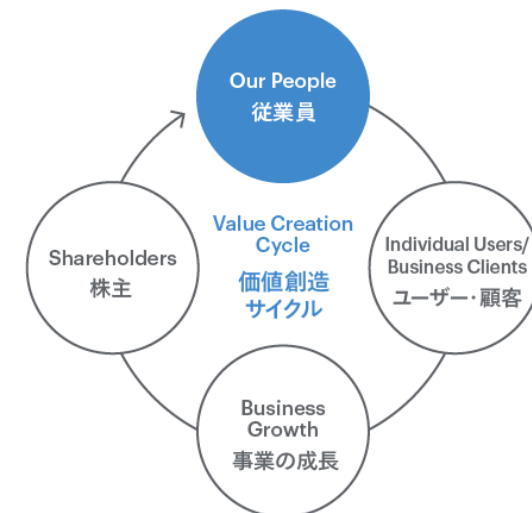 Our People
従業員
Value Creation
Cycle
価値創造
サイクル
Individual Users/
Business Clients
ユーザー・顧客
Shareholders
株主
Business
Growth
事業の成長